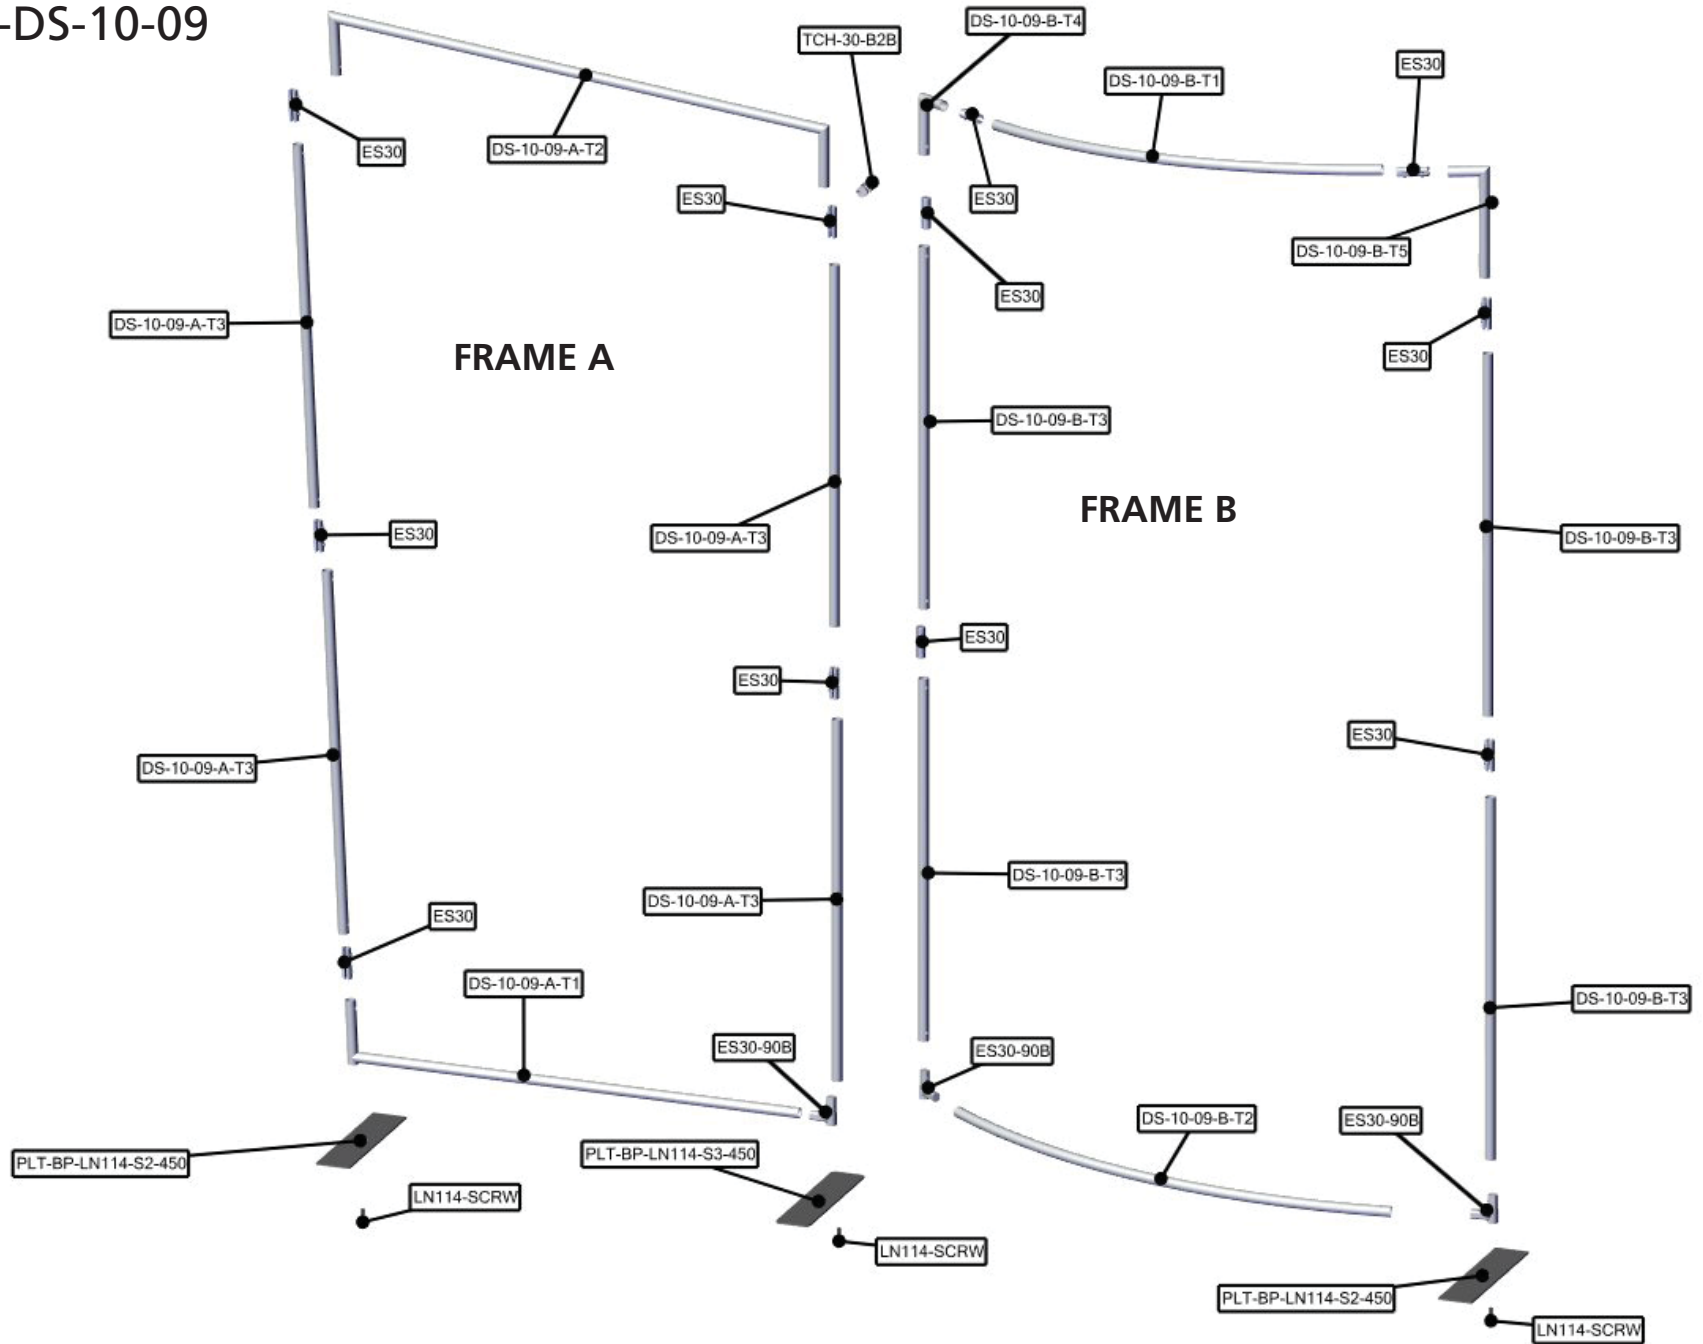 -DS-10-09
DS-10-09-B-T4
TCH-30-B2B
ES30
DS-10-09-B-T1
ES30
DS-10-09-A-T2
ES30
ES30
DS-10-09-B-T5
ES30
DS-10-09-A-T3
FRAME A
ES30
DS-10-09-B-T3
FRAME B
ES30
DS-10-09-A-T3
DS-10-09-B-T3
ES30
ES30
ES30
DS-10-09-A-T3
DS-10-09-B-T3
DS-10-09-A-T3
ES30
DS-10-09-A-T1
DS-10-09-B-T3
ES30-90B
ES30-90B
DS-10-09-B-T2
ES30-90B
PLT-BP-LN114-S2-450
PLT-BP-LN114-S3-450
LN114-SCRW
LN114-SCRW
PLT-BP-LN114-S2-450
LN114-SCRW